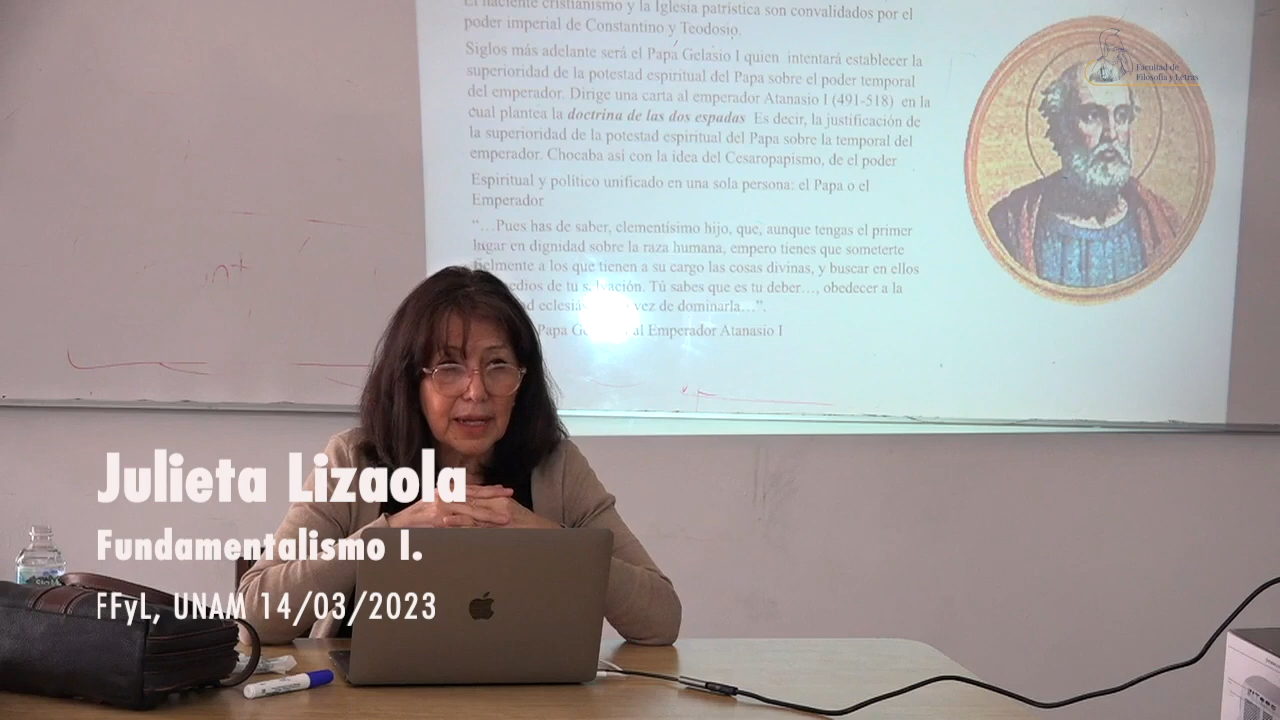 El naciente cristianismo y la Iglesia patrística son convalidados por el
poder imperial de Constantino y Teodosio.
Siglos más adelante será el Papa Gelasio I quien intentará establecer la
superioridad de la potestad espiritual del Papa sobre el poder temporal
del emperador. Dirige una carta al emperador Atanasio I (491-518) en la
cual plantea la doctrina de las dos espadas Es decir, la justificación de
la superioridad de la potestad espiritual del Papa sobre la temporal del
emperador. Chocaba así con la idea del Cesaropapismo, de el poder
Espiritual y político unificado en una sola persona: el Papa o el
Emperador
“…Pues has de saber, clementísimo hijo, que, aunque tengas el primer
lugar en dignidad sobre la raza humana, empero tienes que someterte
fielmente a los que tienen a su cargo las cosas divinas, y buscar en ellos
de tu salvación. Tú sabes que es tu deber…, obedecer a la
vez de dominarla…”.
Papa al Emperador Atanasio I
Facultad de
Filosofía y Letras
Julieta Lizaola
Fundamentalismo I.
FFyL, UNAM 14/03/2023